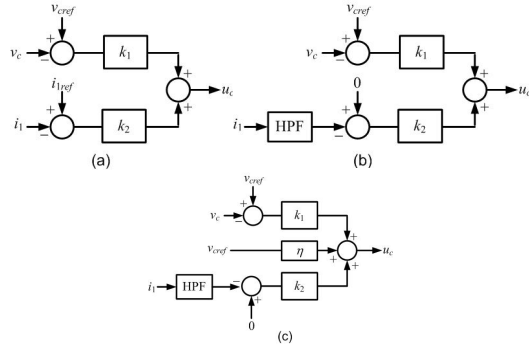 v_cref
+
v_c
−
k_1
+
u_c
+
i_1ref
+
i_1
−
k_2
(a)
v_cref
+
v_c
−
k_1
+
u_c
+
0
+
i_1
HPF
−
k_2
(b)
v_cref
+
v_c
−
k_1
+
v_cref
η
+
u_c
+
i_1
HPF
−
k_2
+
0
(c)